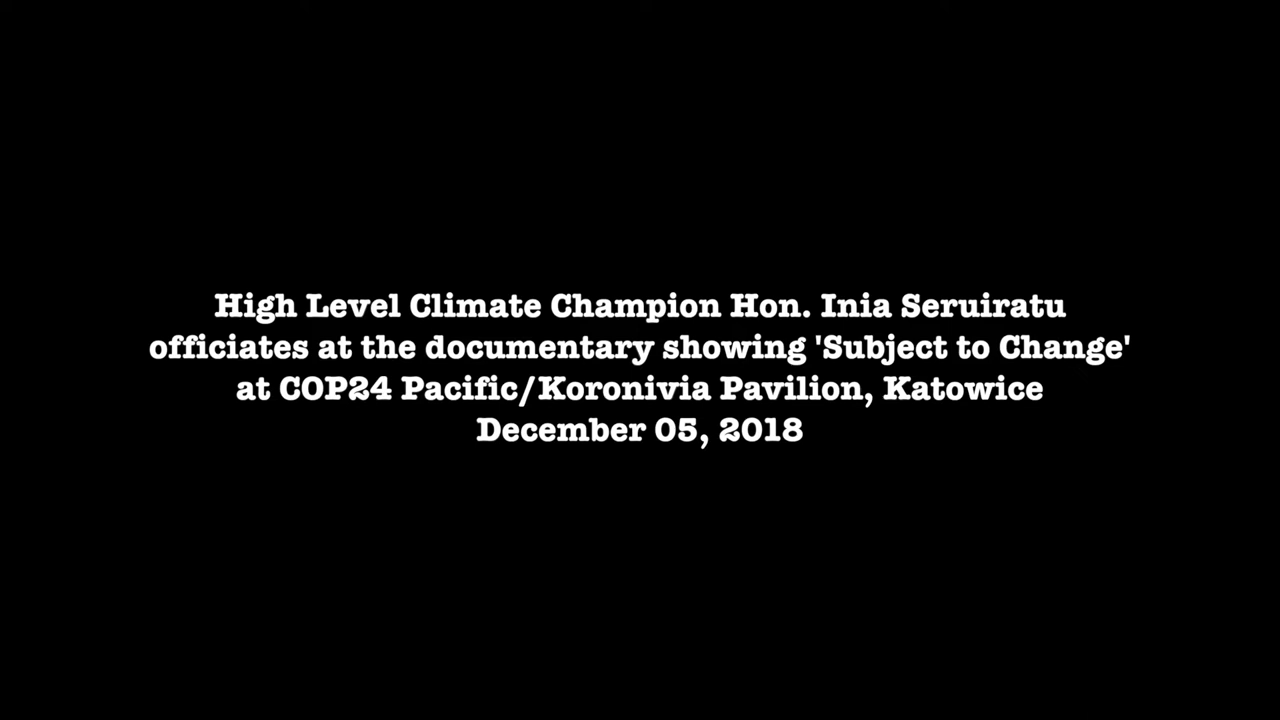 High Level Climate Champion Hon. Inia Seruiratu
officiates at the documentary showing 'Subject to Change'
at COP24 Pacific/Koronivia Pavilion, Katowice
December 05, 2018